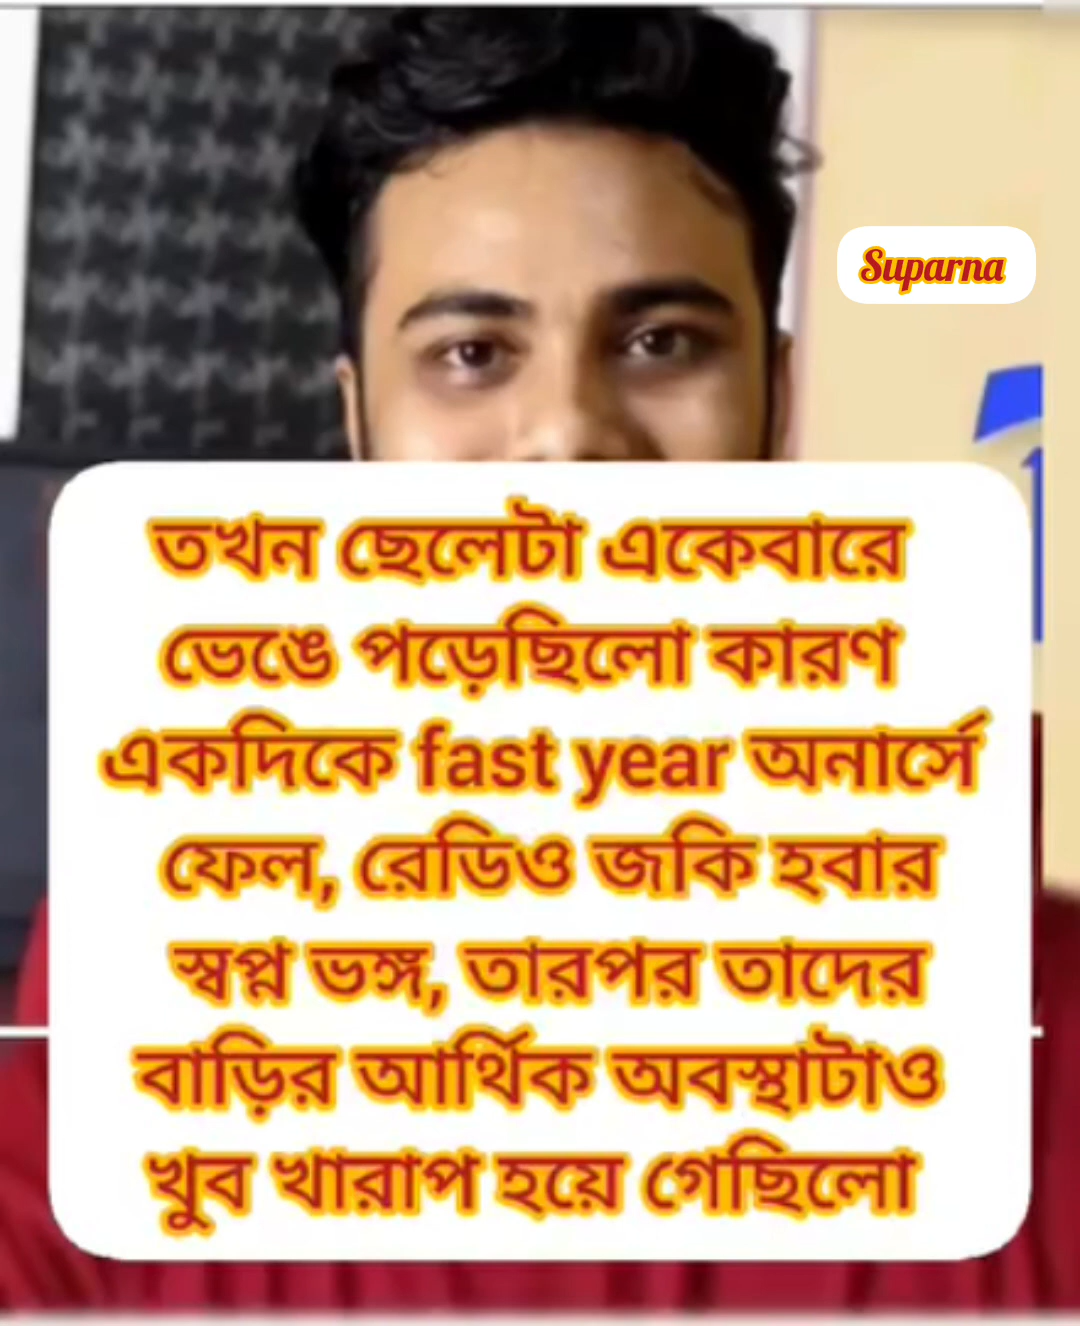 Suparna
তখন ছেলেটা একেবারে
ভেঙে পড়েছিলো কারণ
একদিকে fast year অনার্সে
ফেল, রেডিও জকি হবার
স্বপ্ন ভঙ্গ, তারপর তাদের
বাড়ির আর্থিক অবস্থাটাও
খুব খারাপ হয়ে গেছিলো